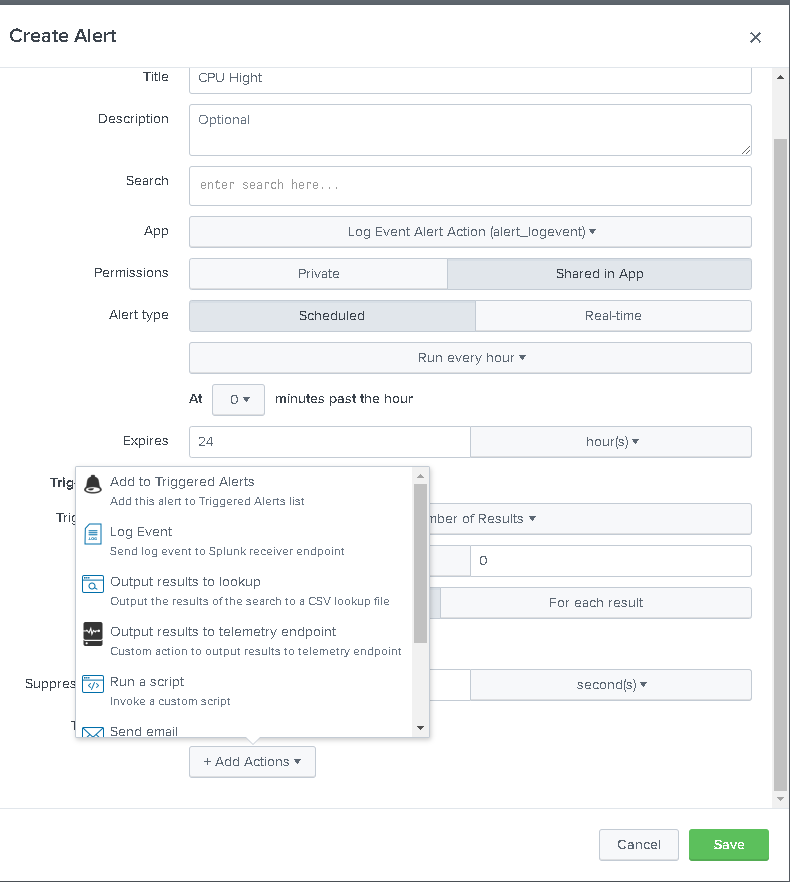 Create Alert
Title
CPU Hight
Description
Optional
Search
enter search here...
App
Log Event Alert Action (alert_logevent)
Permissions
Private
Shared in App
Alert type
Scheduled
Real-time
Run every hour
At
0
minutes past the hour
Expires
24
hour(s)
Trig
Trig
mber of Results
0
For each result
Suppres
second(s)
T
Add to Triggered Alerts
Add this alert to Triggered Alerts list
Log Event
Send log event to Splunk receiver endpoint
Output results to lookup
Output the results of the search to a CSV lookup file
Output results to telemetry endpoint
Custom action to output results to telemetry endpoint
Run a script
Invoke a custom script
Send email
+ Add Actions
Cancel
Save